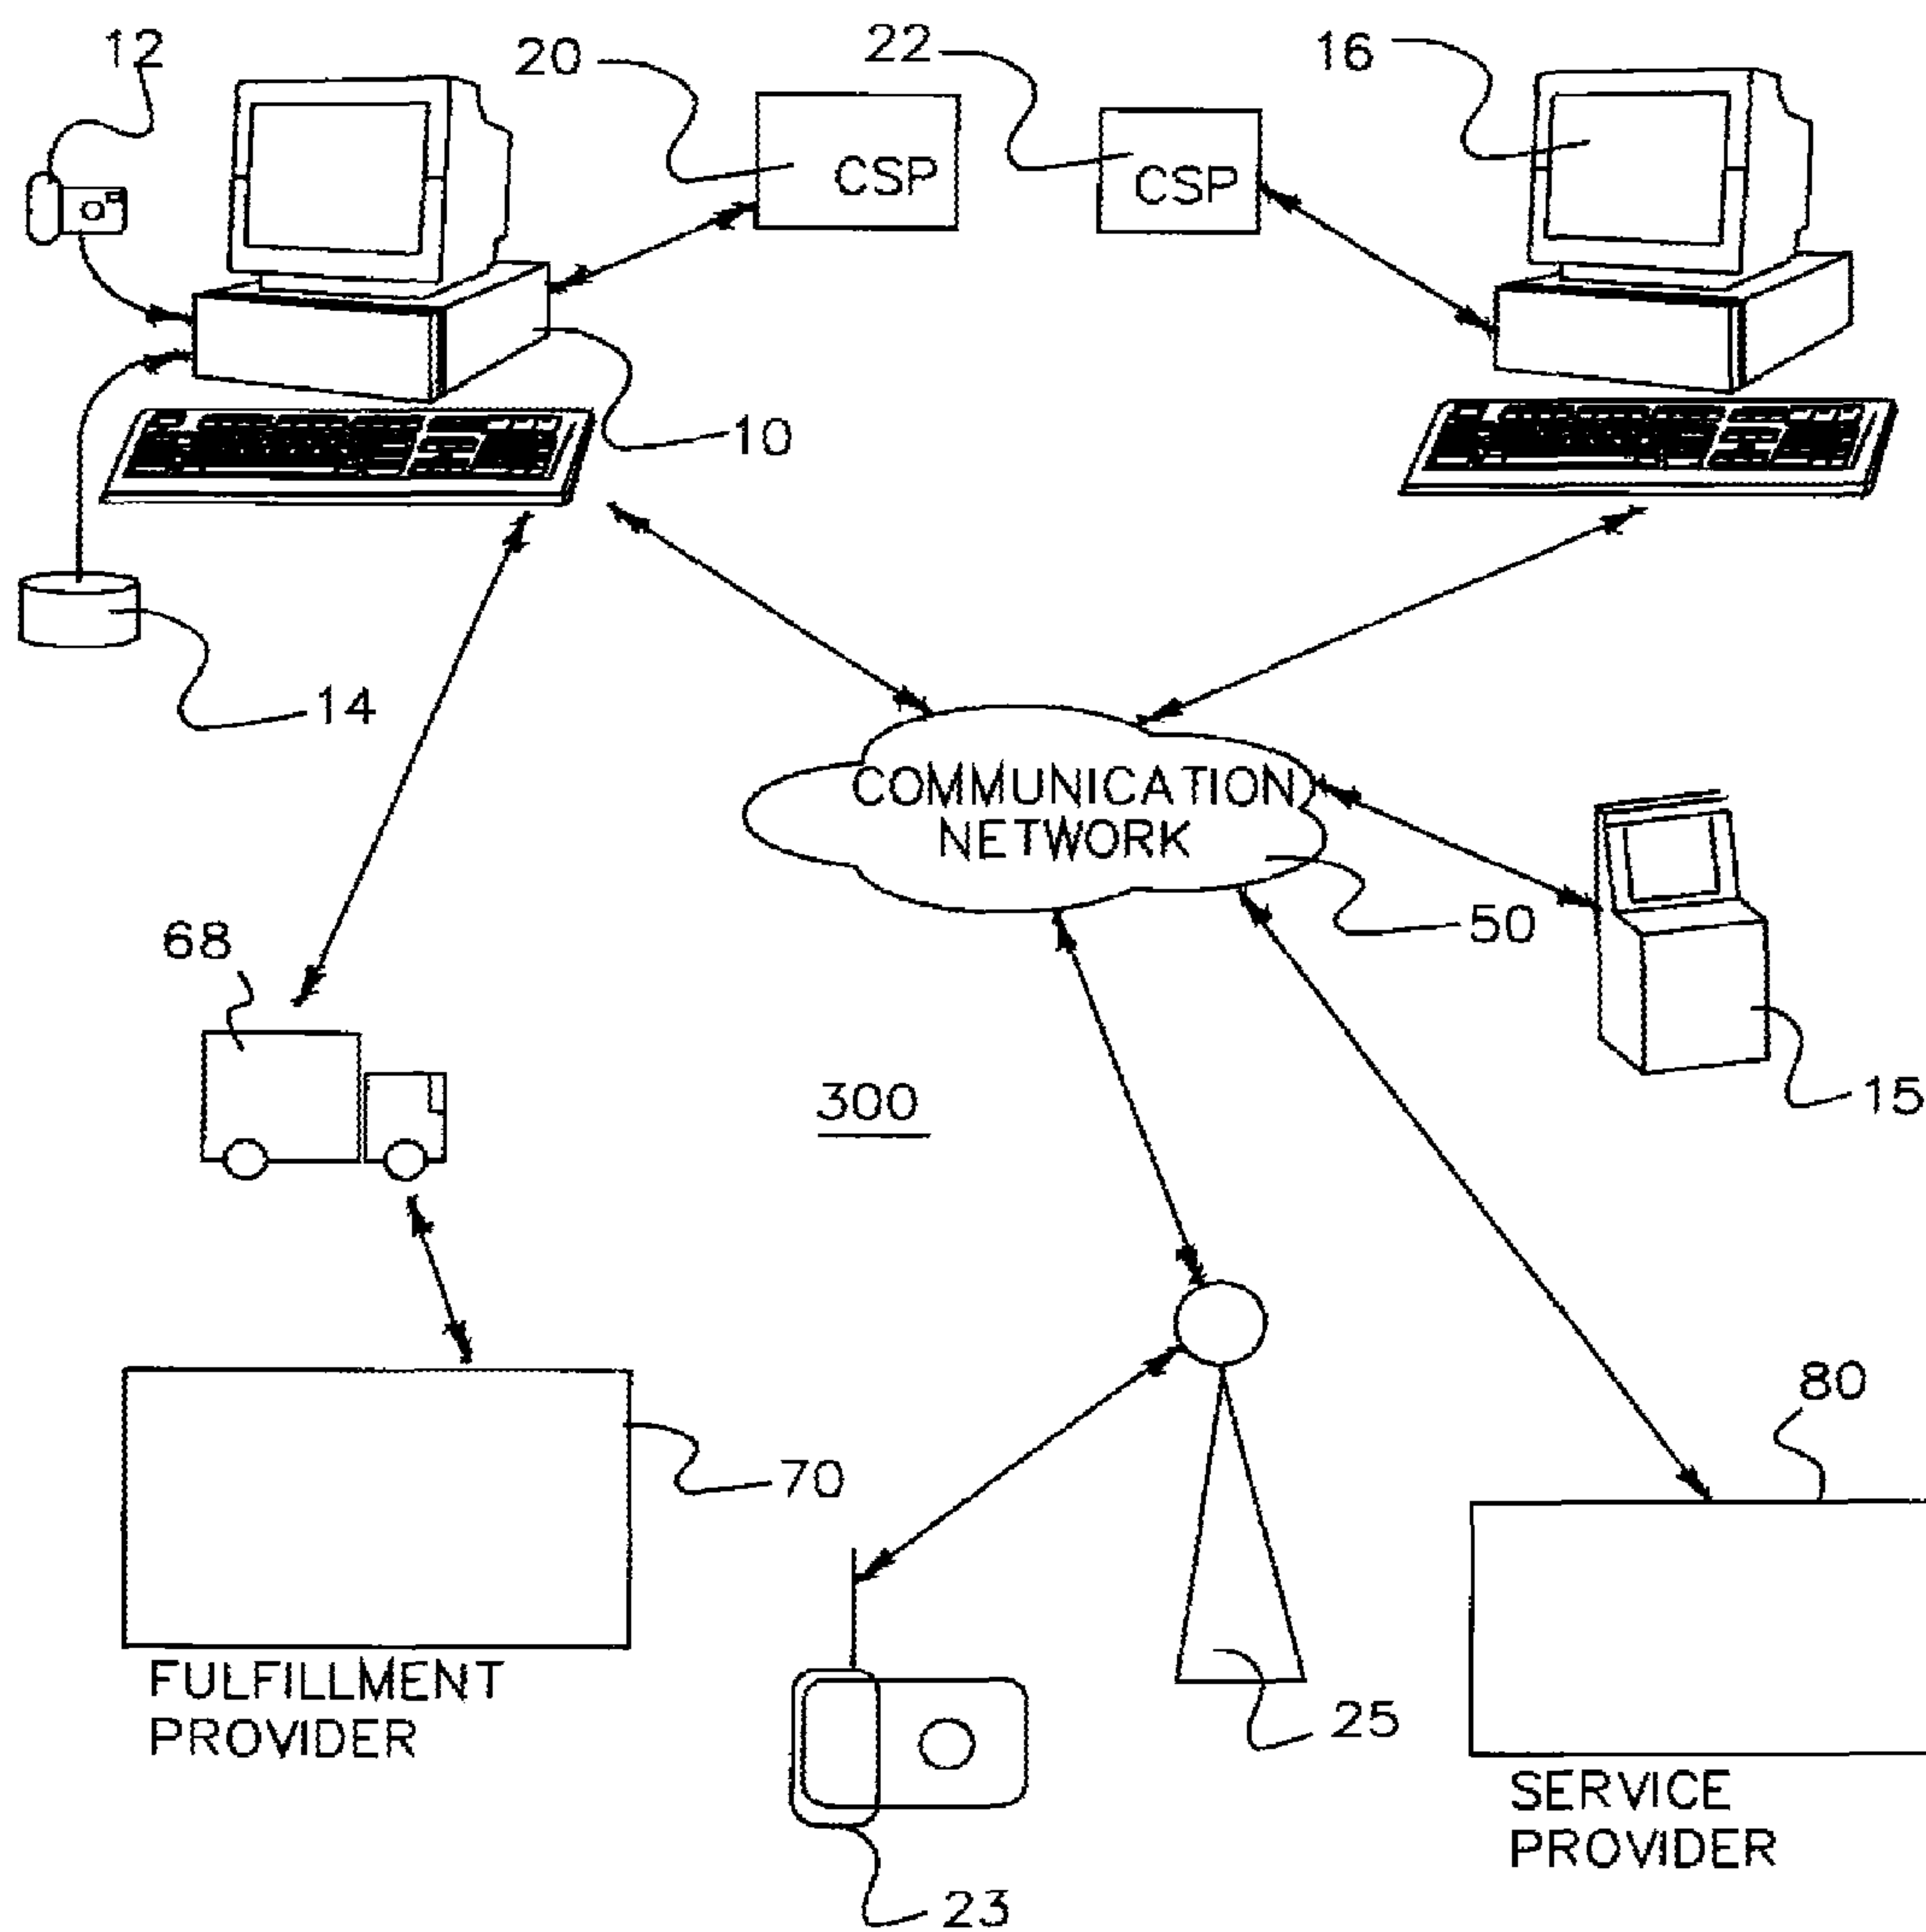 12
20
22
16
CSP
CSP
10
14
COMMUNICATION
NETWORK
50
68
15
300
80
70
FULFILLMENT
PROVIDER
25
SERVICE
PROVIDER
23